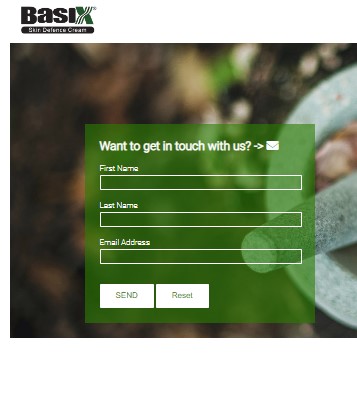 BasiX®
Skin Defence Cream
Want to get in touch with us? ->
First Name
Last Name
Email Address
SEND Reset